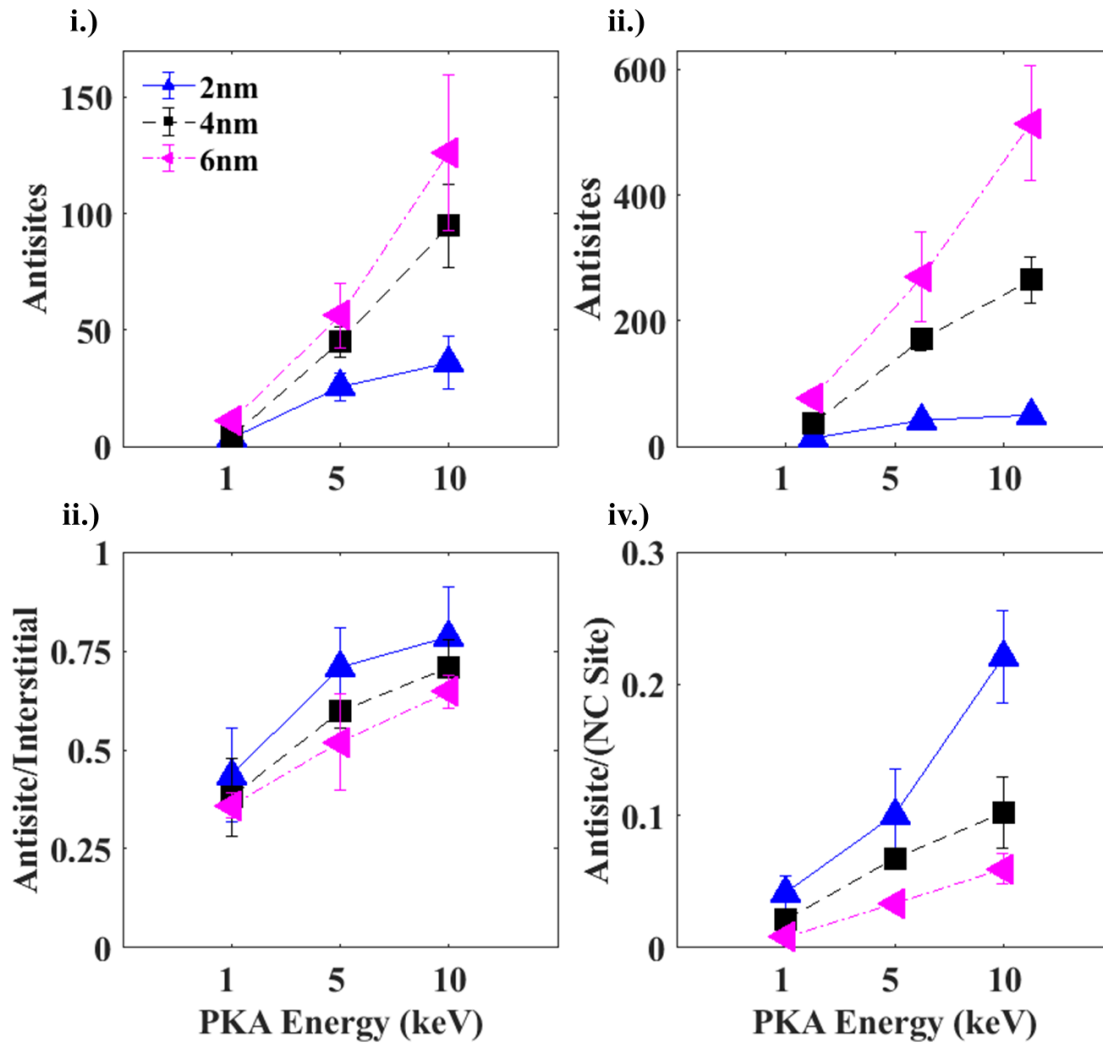 i.)
ii.)
Antisites
150
100
50
0
2nm
4nm
6nm
1 5 10
Antisites
600
400
200
0
1 5 10
ii.)
iv.)
Antisite/Interstitial
1
0.75
0.5
0.25
0
1 5 10
PKA Energy (keV)
Antisite/(NC Site)
0.3
0.2
0.1
0
1 5 10
PKA Energy (keV)